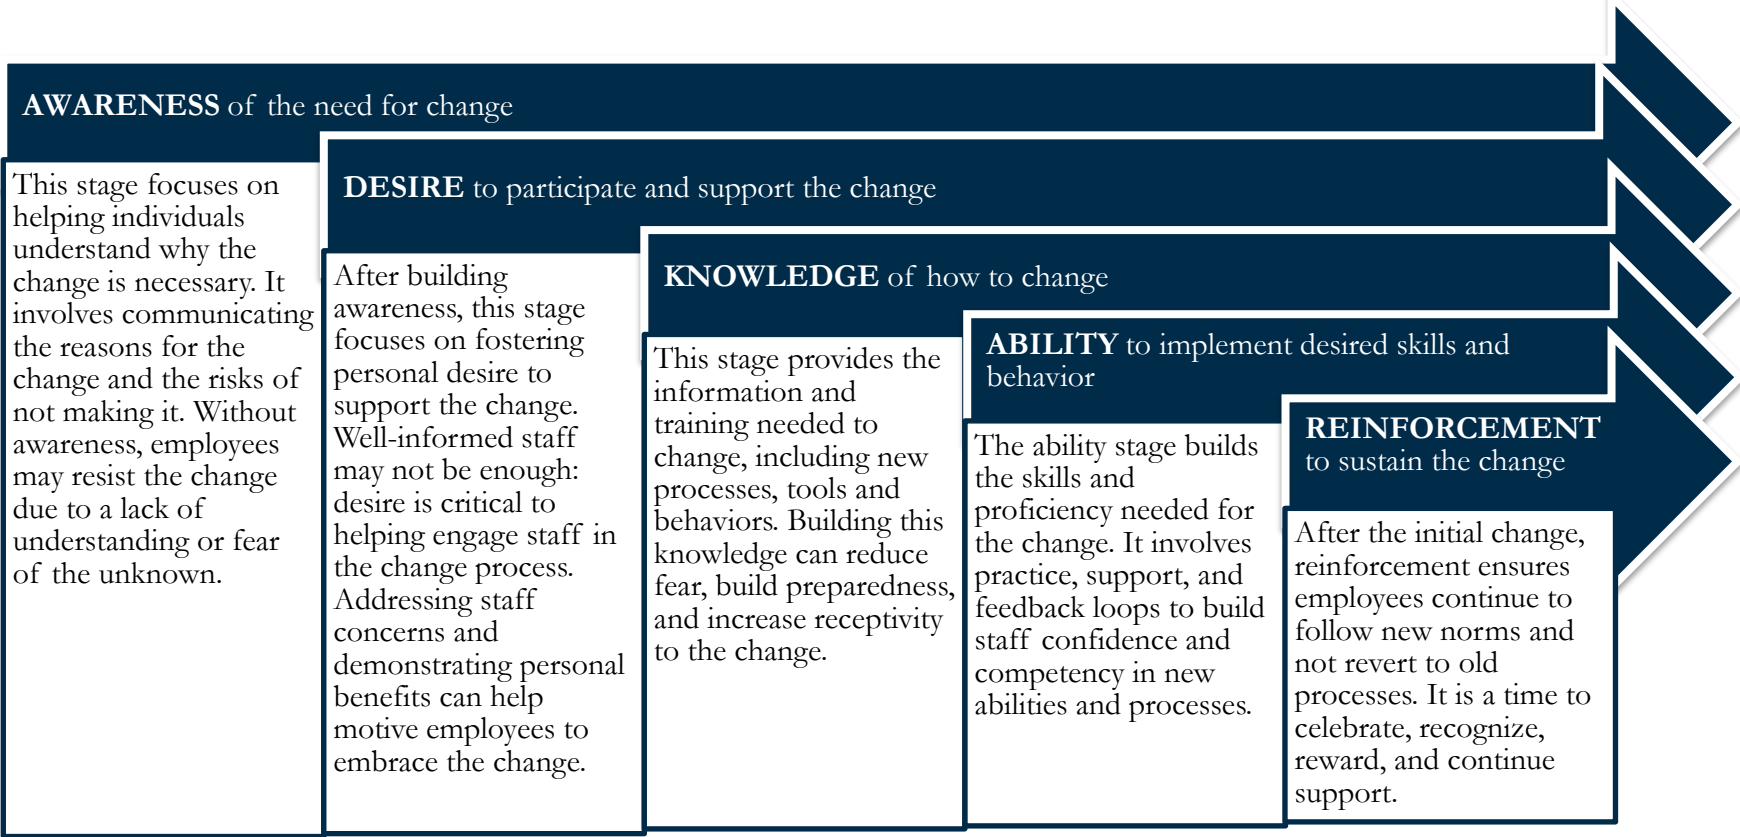 AWARENESS of the need for change
This stage focuses on
helping individuals
understand why the
change is necessary. It
involves communicating
the reasons for the
change and the risks of
not making it. Without
awareness, employees
may resist the change
due to a lack of
understanding or fear
of the unknown.
DESIRE to participate and support the change
After building
awareness, this stage
focuses on fostering
personal desire to
support the change.
Well-informed staff
may not be enough:
desire is critical to
helping engage staff in
the change process.
Addressing staff
concerns and
demonstrating personal
benefits can help
motive employees to
embrace the change.
KNOWLEDGE of how to change
This stage provides the
information and
training needed to
change, including new
processes, tools and
behaviors. Building this
knowledge can reduce
fear, build preparedness,
and increase receptivity
to the change.
ABILITY to implement desired skills and
behavior
The ability stage builds
the skills and
proficiency needed for
the change. It involves
practice, support, and
feedback loops to build
staff confidence and
competency in new
abilities and processes.
REINFORCEMENT
to sustain the change
After the initial change,
reinforcement ensures
employees continue to
follow new norms and
not revert to old
processes. It is a time to
celebrate, recognize,
reward, and continue
support.